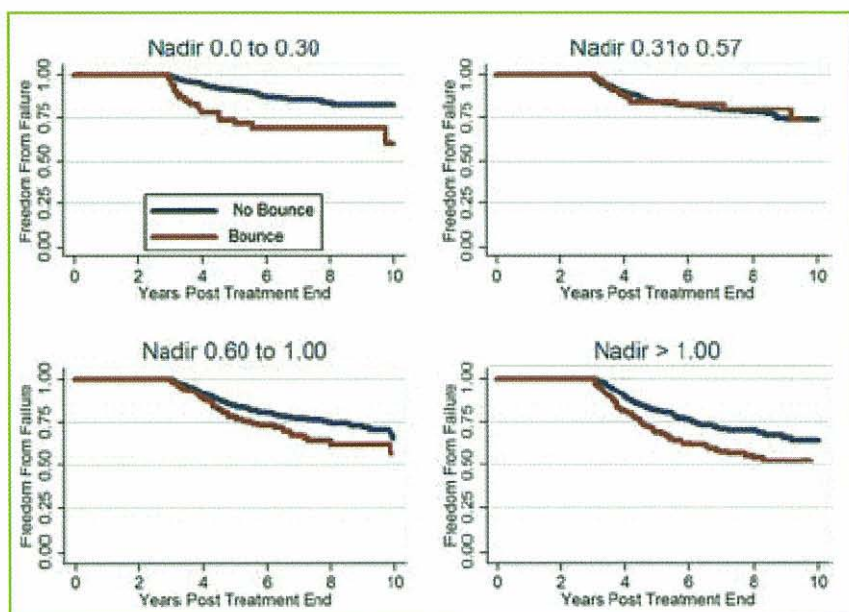 Nadir 0.0 to 0.30
Freedom From Failure
0.00 0.25 0.50 0.75 1.00
No Bounce
Bounce
0 2 4 6 8 10
Years Post Treatment End
Nadir 0.31o 0.57
Freedom From Failure
0.00 0.25 0.50 0.75 1.00
0 2 4 6 8 10
Years Post Treatment End
Nadir 0.60 to 1.00
Freedom From Failure
0.00 0.25 0.50 0.75 1.00
0 2 4 6 8 10
Years Post Treatment End
Nadir > 1.00
Freedom From Failure
0.00 0.25 0.50 0.75 1.00
0 2 4 6 8 10
Years Post Treatment End